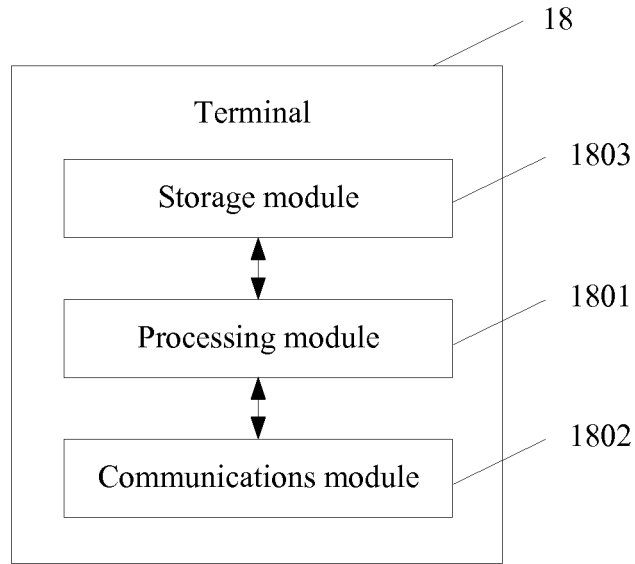 18
Terminal
1803
Storage module
1801
Processing module
1802
Communications module